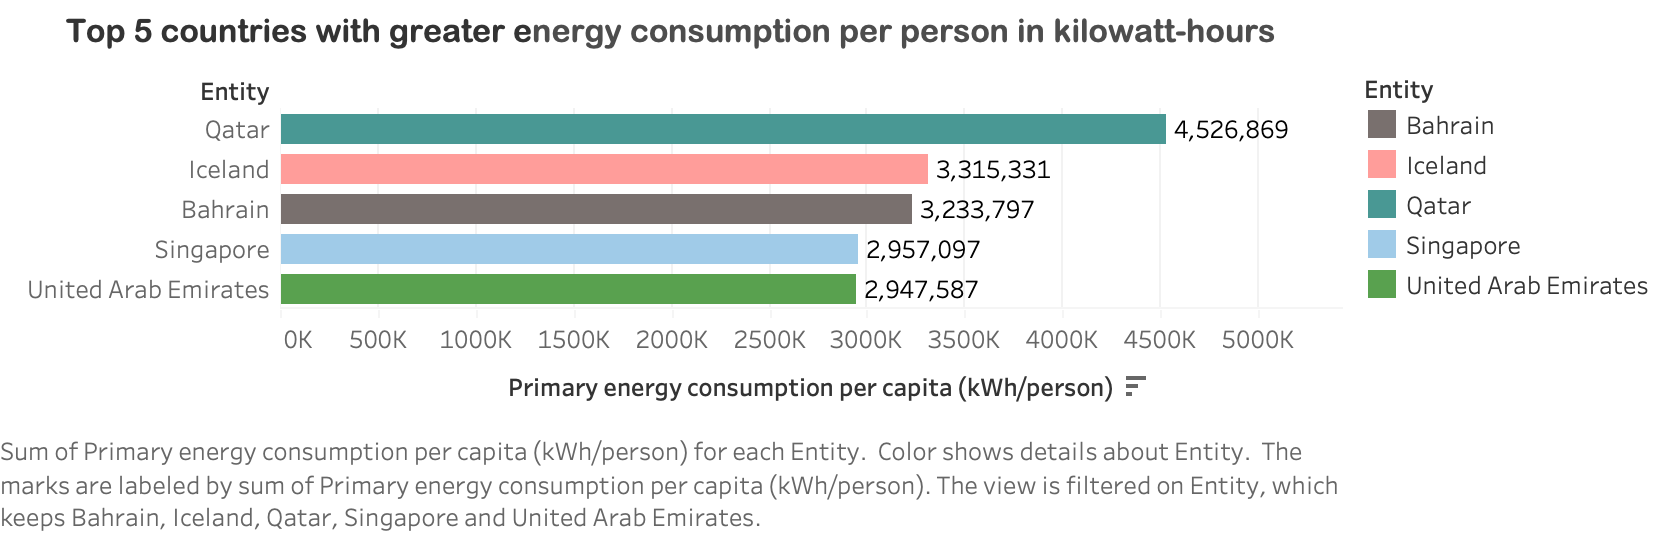 Top 5 countries with greater energy consumption per person in kilowatt-hours
Entity
Qatar 4,526,869
Iceland 3,315,331
Bahrain 3,233,797
Singapore 2,957,097
United Arab Emirates 2,947,587
0K 500K 1000K 1500K 2000K 2500K 3000K 3500K 4000K 4500K 5000K
Primary energy consumption per capita (kWh/person)
Entity
Bahrain
Iceland
Qatar
Singapore
United Arab Emirates
Sum of Primary energy consumption per capita (kWh/person) for each Entity.  Color shows details about Entity.  The
marks are labeled by sum of Primary energy consumption per capita (kWh/person). The view is filtered on Entity, which
keeps Bahrain, Iceland, Qatar, Singapore and United Arab Emirates.